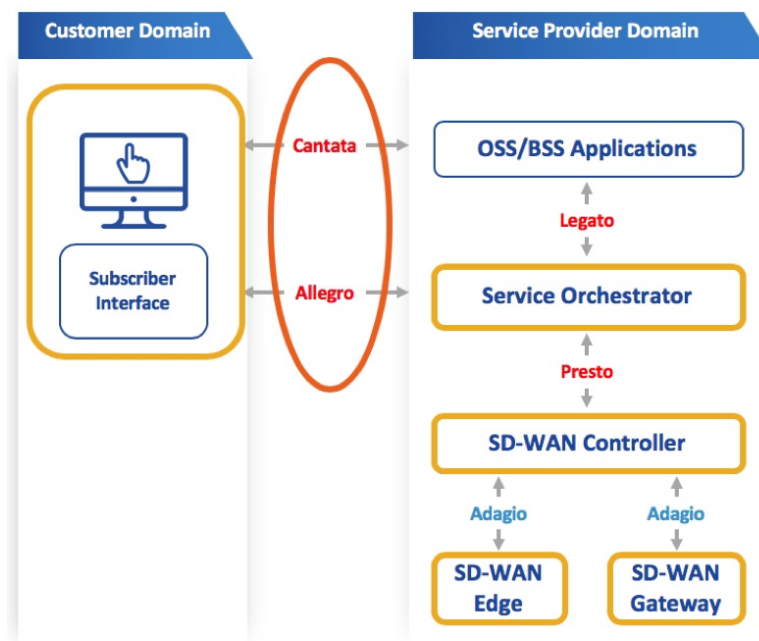 Customer Domain
Service Provider Domain
Cantata
OSS/BSS Applications
Legato
Subscriber
Interface
Allegro
Service Orchestrator
Presto
SD-WAN Controller
Adagio
Adagio
SD-WAN
Edge
SD-WAN
Gateway